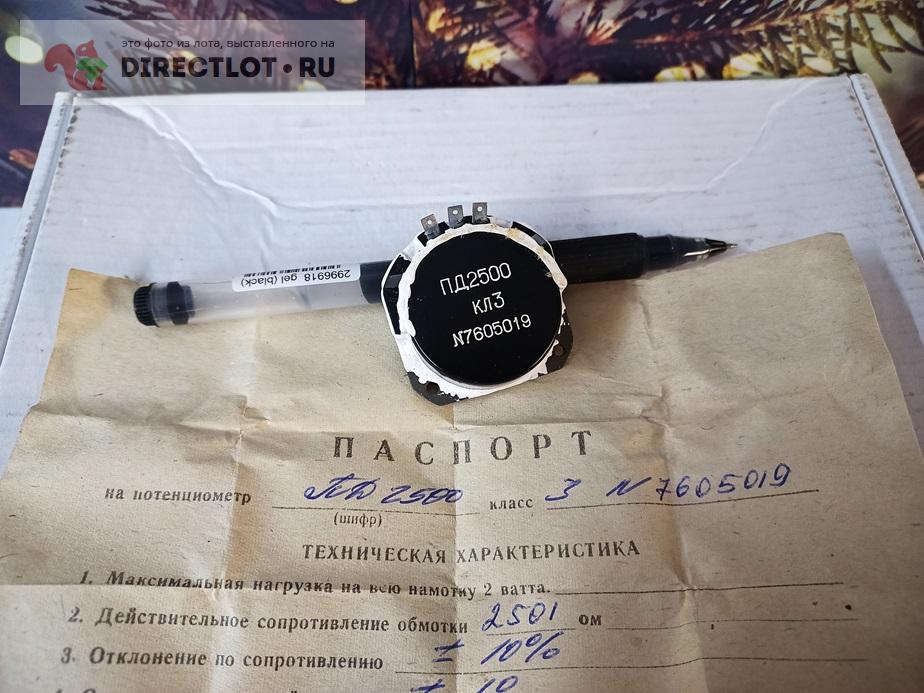 это фото из лота, выставленного на
DIRECTLOT.RU
2996918 gel (black)
ПД2500
КЛ3
N7605019
ПАСПОРТ
на потенциометр ПД 2500 класс 3 N 7605019
(шифр)
ТЕХНИЧЕСКАЯ ХАРАКТЕРИСТИКА
1. Максимальная нагрузка на всю намотку 2 ватта.
2. Действительное сопротивление обмотки 2501 ом
3. Отклонение по сопротивлению ± 10%
± 10